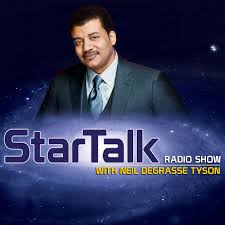 StarTalk
RADIO SHOW
WITH NEIL DEGRASSE TYSON